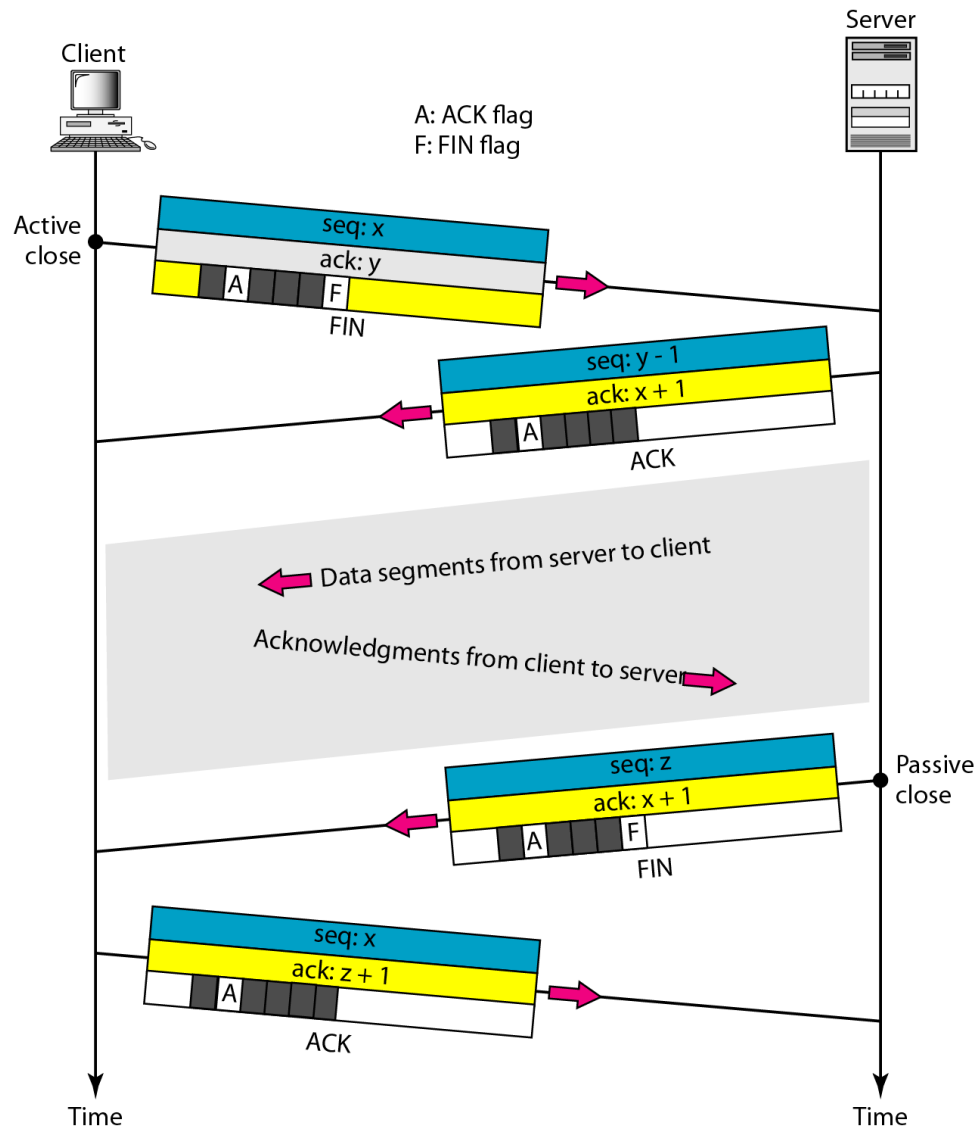 Client
Server
A: ACK flag
F: FIN flag
Active
close
seq: x
ack: y
A F
FIN
seq: y - 1
ack: x + 1
A
ACK
Data segments from server to client
Acknowledgments from client to server
Passive
close
seq: z
ack: x + 1
A F
FIN
seq: x
ack: z + 1
A
ACK
Time
Time